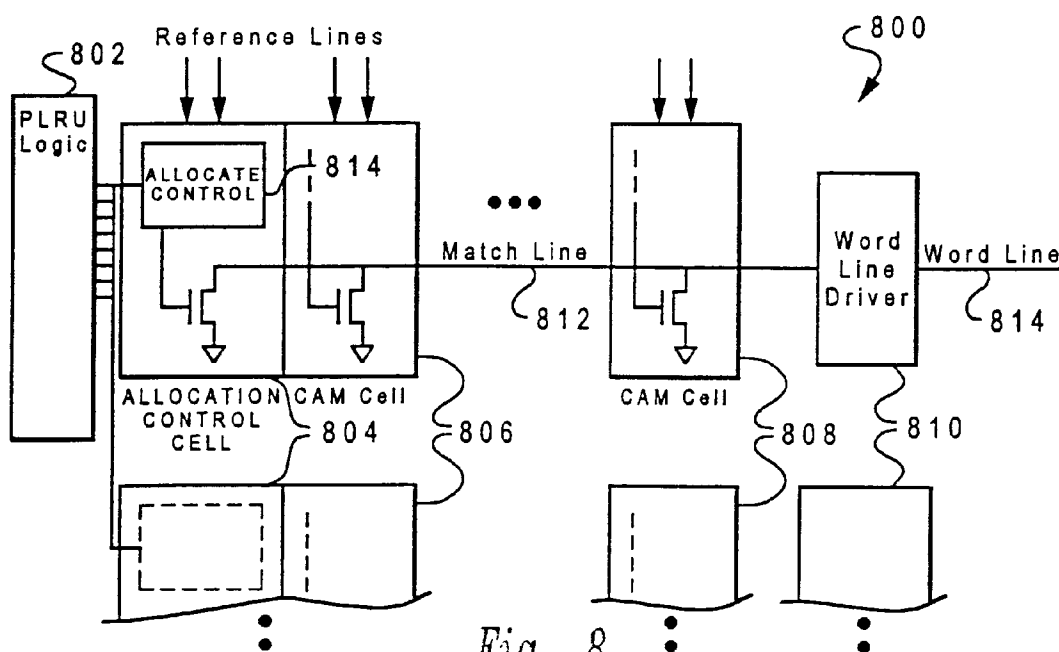 Reference Lines
802
800
PLRU
Logic
ALLOCATE
CONTROL
814
Match Line
812
Word
Line
Driver
Word Line
814
ALLOCATION
CONTROL
CELL
CAM Cell
804
806
CAM Cell
808
810
Fig. 8